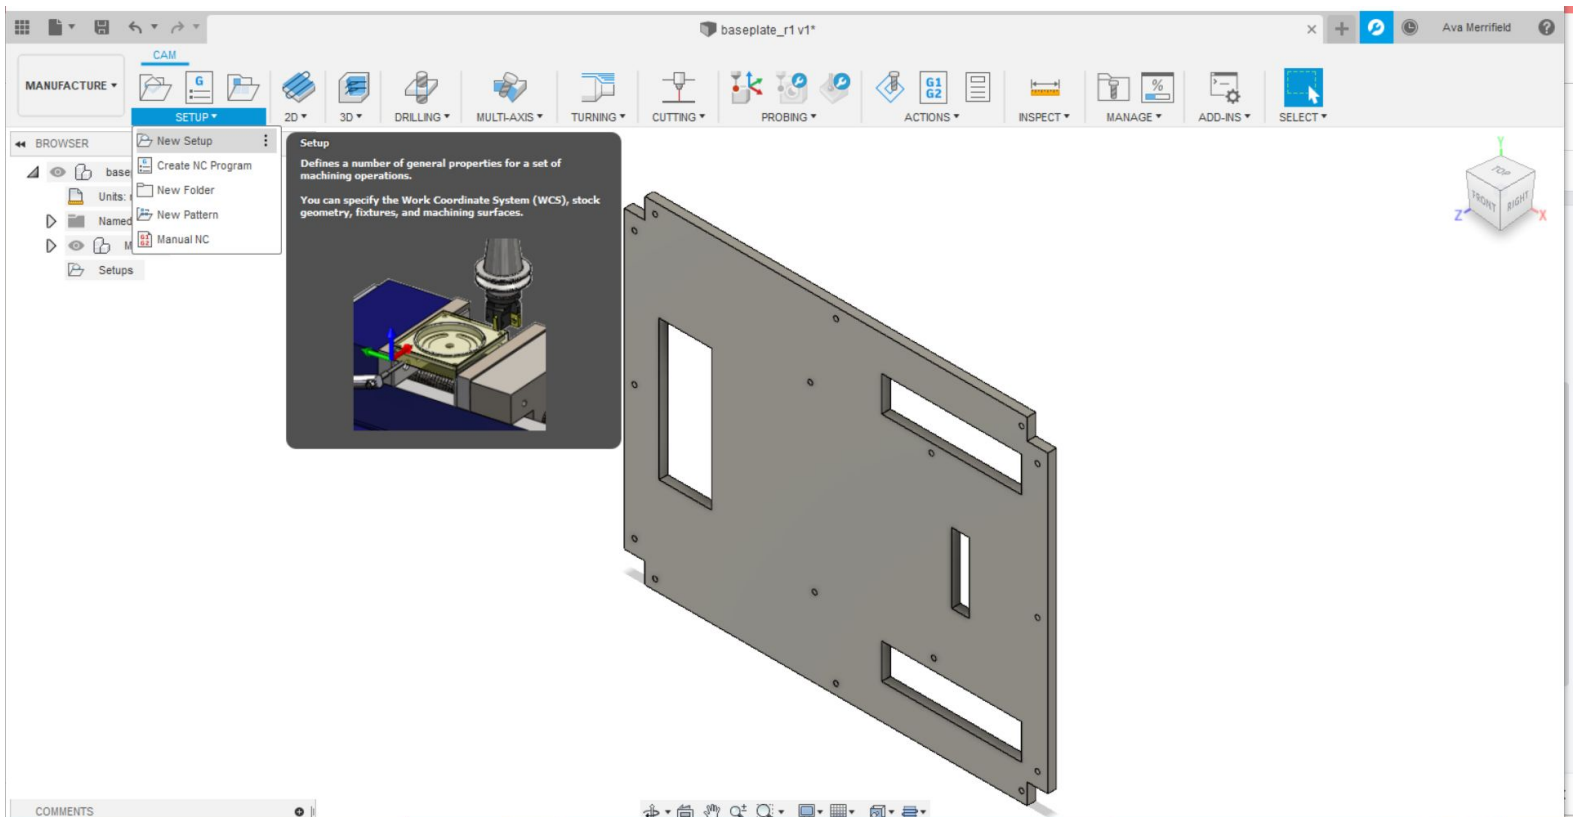 baseplate_r1 v1*
Ava Merrifield
CAM
MANUFACTURE
G
G1
G2
%
SETUP
2D
3D
DRILLING
MULTI-AXIS
TURNING
CUTTING
PROBING
ACTIONS
INSPECT
MANAGE
ADD-INS
SELECT
BROWSER
New Setup
Create NC Program
New Folder
New Pattern
Manual NC
base
Units:
Named
M
Setups
Setup
Defines a number of general properties for a set of
machining operations.
You can specify the Work Coordinate System (WCS), stock
geometry, fixtures, and machining surfaces.
Y
TOP
FRONT
RIGHT
Z
X
COMMENTS